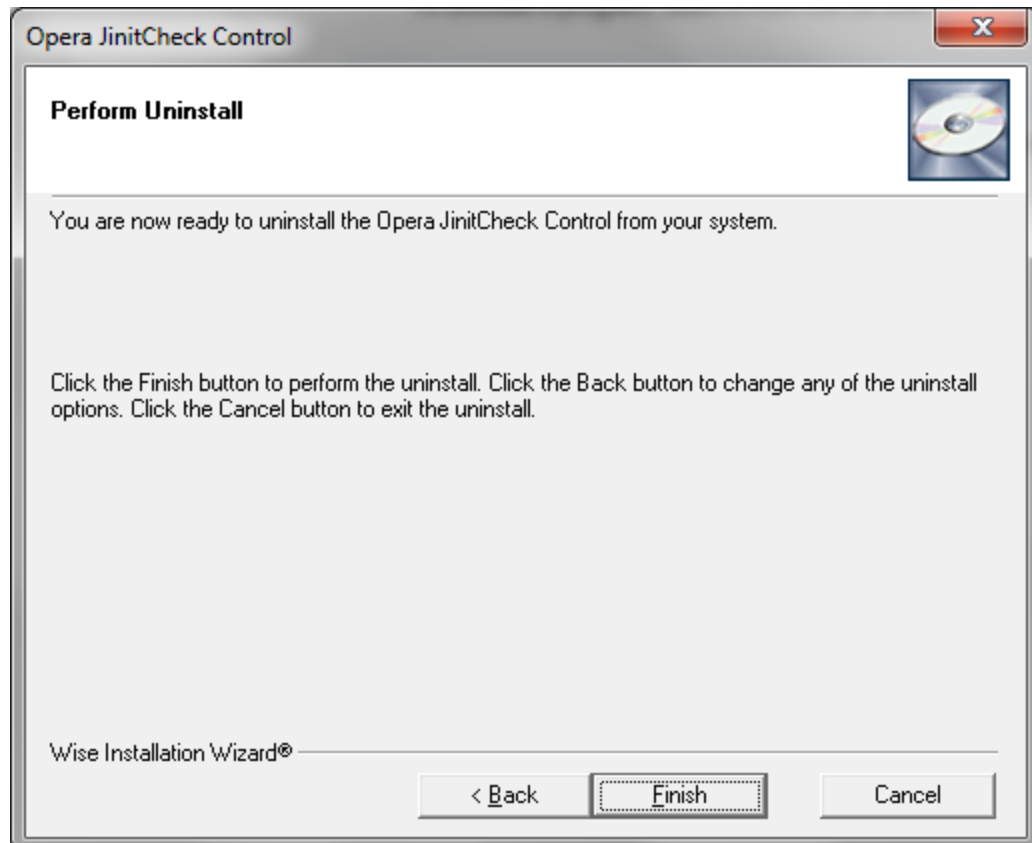 Opera JinitCheck Control
Perform Uninstall
You are now ready to uninstall the Opera JinitCheck Control from your system.
Click the Finish button to perform the uninstall. Click the Back button to change any of the uninstall
options. Click the Cancel button to exit the uninstall.
Wise Installation Wizard®
< Back
Finish
Cancel